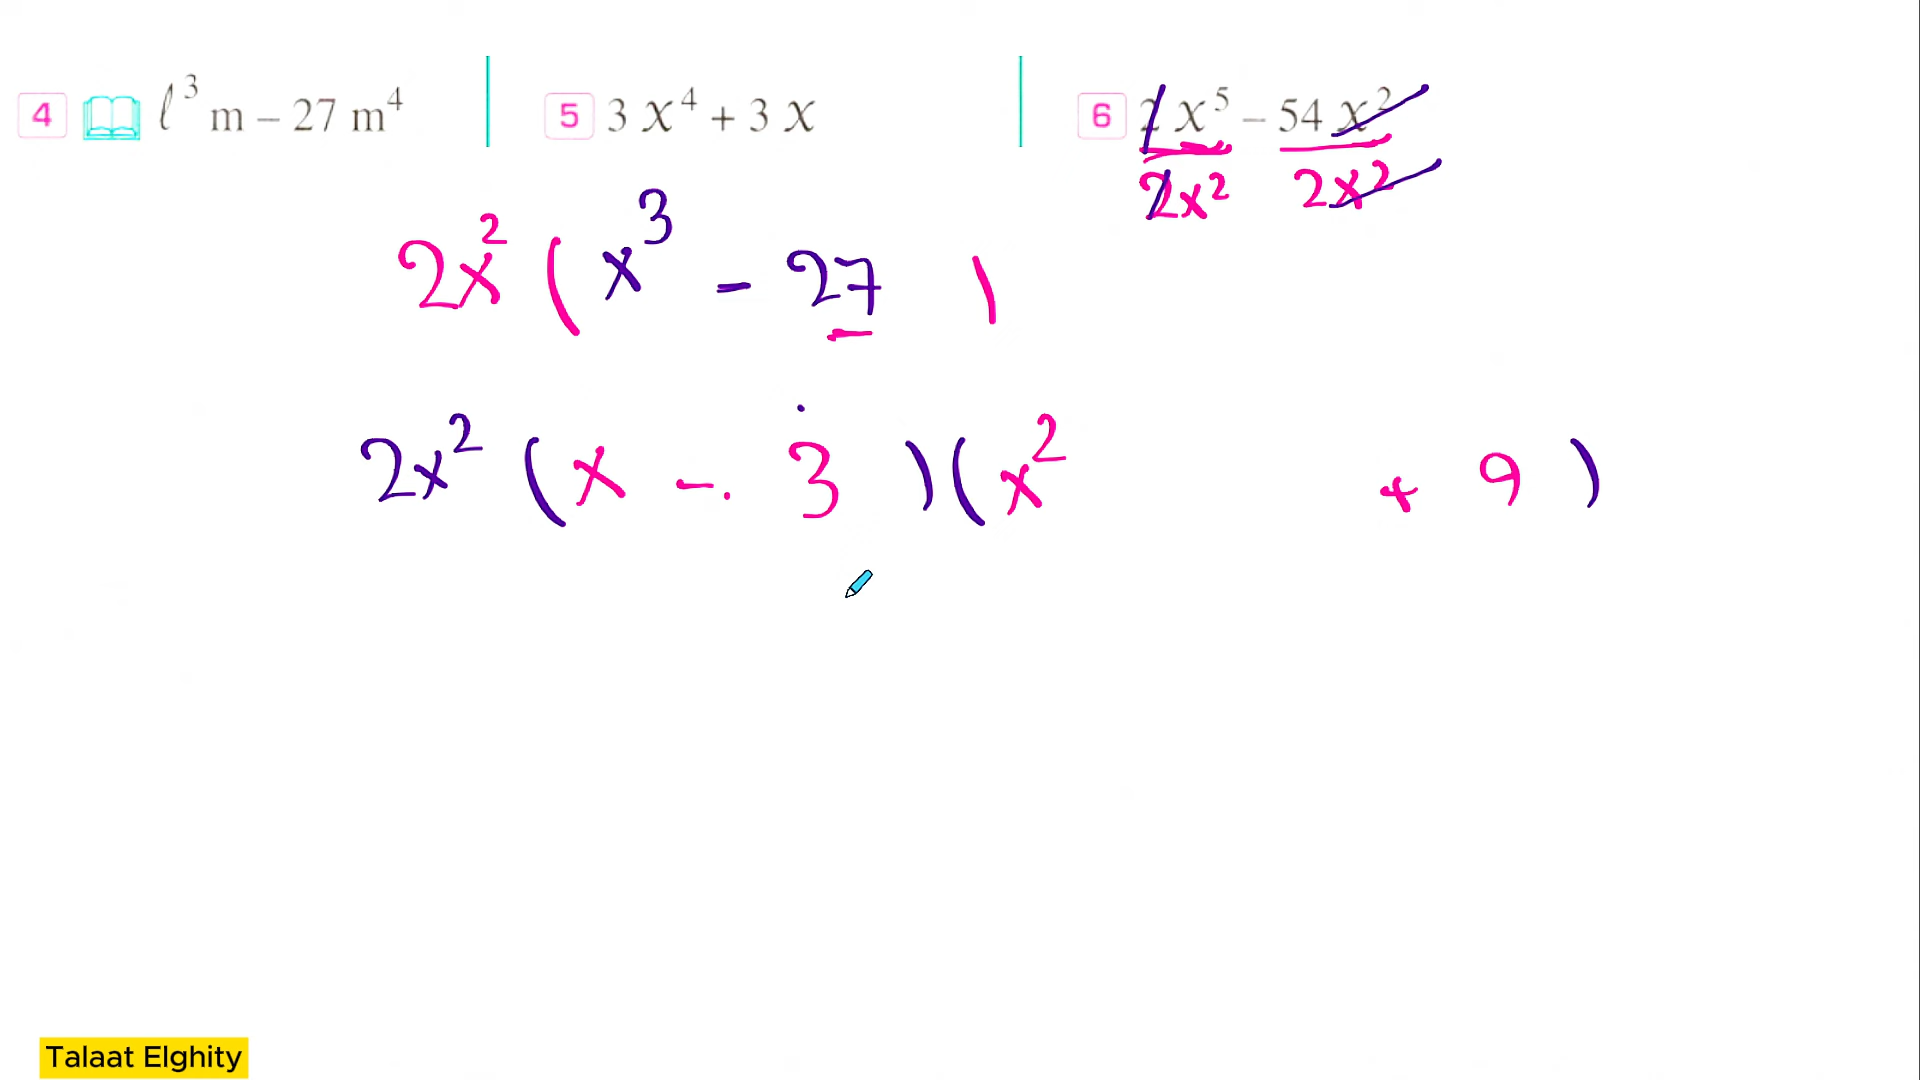 4 ℓ³ m – 27 m⁴ 5 3 x⁴ + 3 x 6 2 x⁵ – 54 x²
2x² 2x²
2x² ( x³ - 27 )
2x² ( x - 3 ) ( x² + 9 )
Talaat Elghity